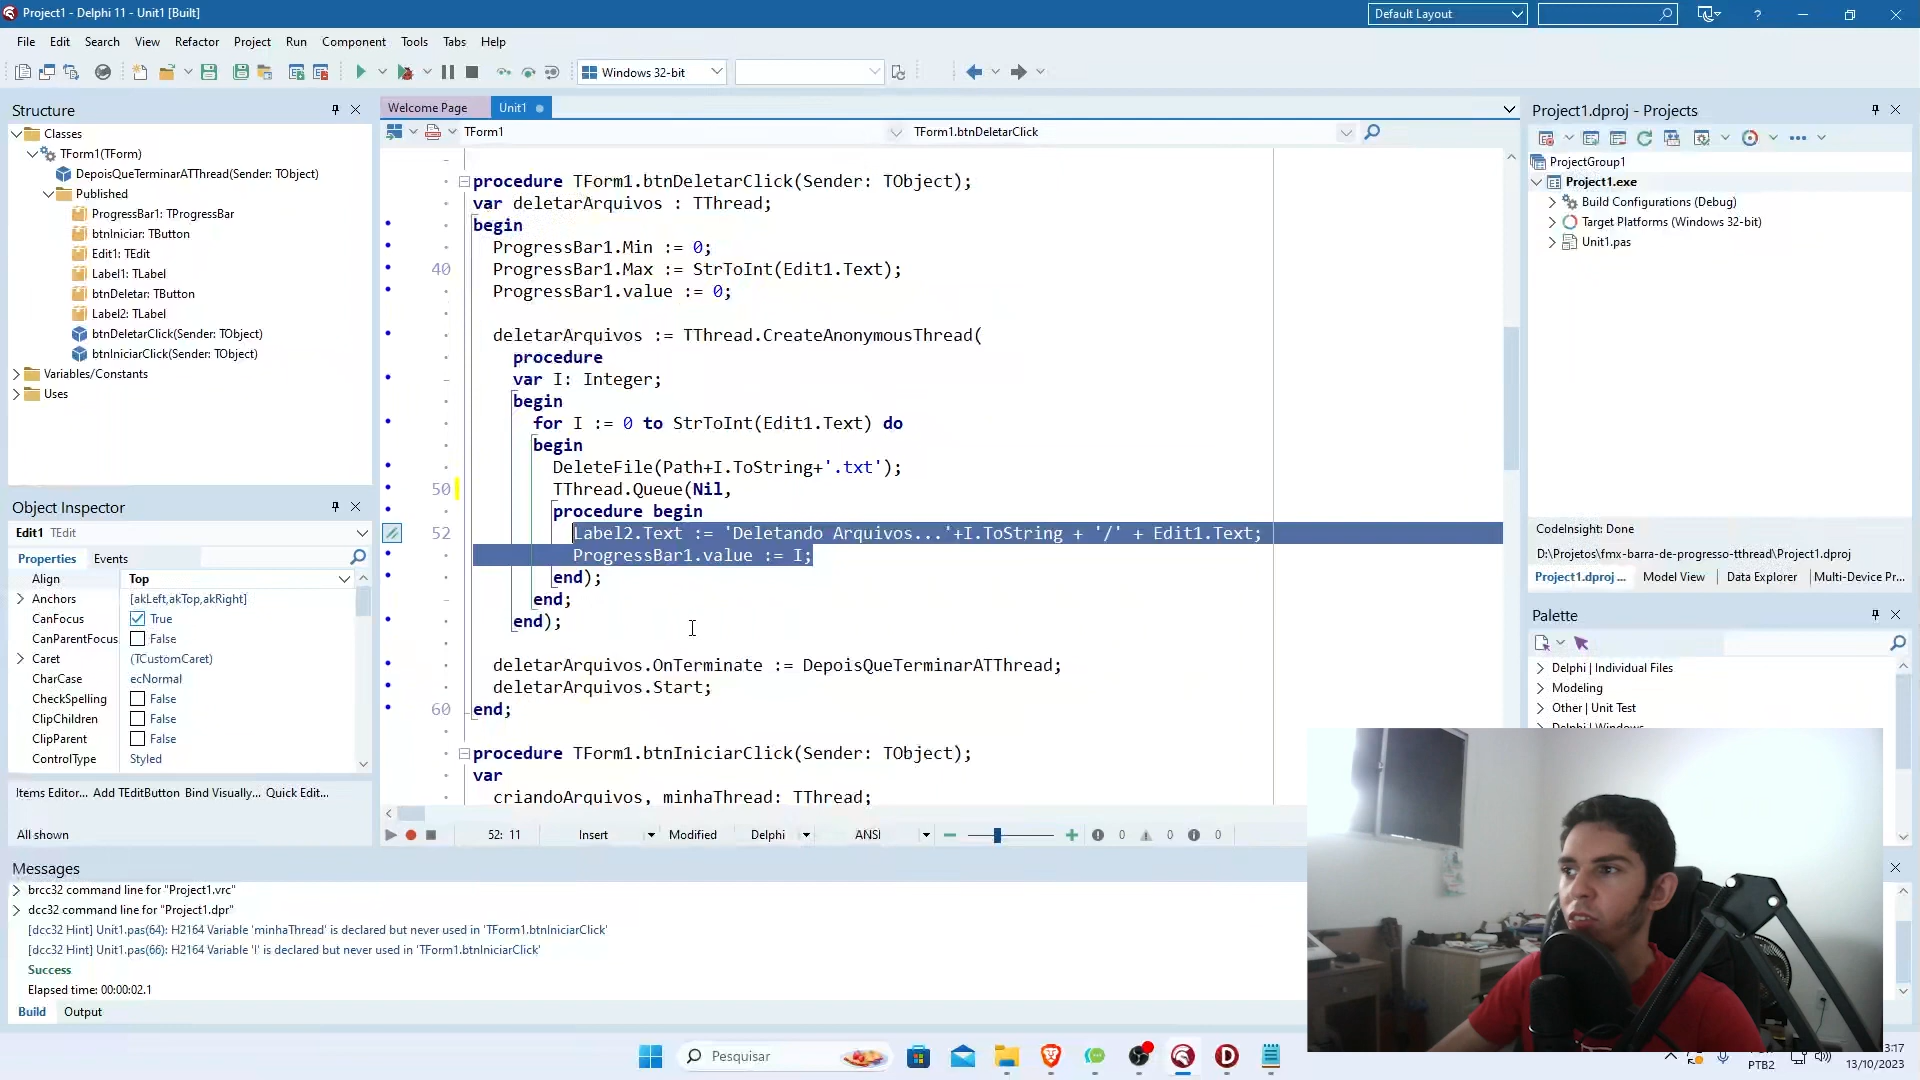 Project1 - Delphi 11 - Unit1 [Built]
Default Layout
File Edit Search View Refactor Project Run Component Tools Tabs Help
Windows 32-bit
Structure
Classes
TForm1(TForm)
DepoisQueTerminarATThread(Sender: TObject)
Published
ProgressBar1: TProgressBar
btnIniciar: TButton
Edit1: TEdit
Label1: TLabel
btnDeletar: TButton
Label2: TLabel
btnDeletarClick(Sender: TObject)
btnIniciarClick(Sender: TObject)
Variables/Constants
Uses
Object Inspector
Edit1 TEdit
Properties Events
Align Top
Anchors [akLeft,akTop,akRight]
CanFocus True
CanParentFocus False
Caret (TCustomCaret)
CharCase ecNormal
CheckSpelling False
ClipChildren False
ClipParent False
ControlType Styled
Items Editor... Add TEditButton Bind Visually... Quick Edit...
All shown
Welcome Page Unit1
TForm1 TForm1.btnDeletarClick
procedure TForm1.btnDeletarClick(Sender: TObject);
var deletarArquivos : TThread;
begin
ProgressBar1.Min := 0;
40 ProgressBar1.Max := StrToInt(Edit1.Text);
ProgressBar1.value := 0;
deletarArquivos := TThread.CreateAnonymousThread(
procedure
var I: Integer;
begin
for I := 0 to StrToInt(Edit1.Text) do
begin
DeleteFile(Path+I.ToString+'.txt');
50 TThread.Queue(Nil,
procedure begin
52 Label2.Text := 'Deletando Arquivos...'+I.ToString + '/' + Edit1.Text;
ProgressBar1.value := I;
end);
end;
end);
deletarArquivos.OnTerminate := DepoisQueTerminarATThread;
deletarArquivos.Start;
60 end;
procedure TForm1.btnIniciarClick(Sender: TObject);
var
criandoArquivos, minhaThread: TThread;
52: 11 Insert Modified Delphi ANSI 0 0 0
Project1.dproj - Projects
ProjectGroup1
Project1.exe
Build Configurations (Debug)
Target Platforms (Windows 32-bit)
Unit1.pas
CodeInsight: Done
D:\Projetos\fmx-barra-de-progresso-tthread\Project1.dproj
Project1.dproj ... Model View Data Explorer Multi-Device Pr...
Palette
Delphi | Individual Files
Modeling
Other | Unit Test
Delphi | Windows
Messages
brcc32 command line for "Project1.vrc"
dcc32 command line for "Project1.dpr"
[dcc32 Hint] Unit1.pas(64): H2164 Variable 'minhaThread' is declared but never used in 'TForm1.btnIniciarClick'
[dcc32 Hint] Unit1.pas(66): H2164 Variable 'I' is declared but never used in 'TForm1.btnIniciarClick'
Success
Elapsed time: 00:00:02.1
Build Output
Pesquisar
PTB2
3:17
13/10/2023